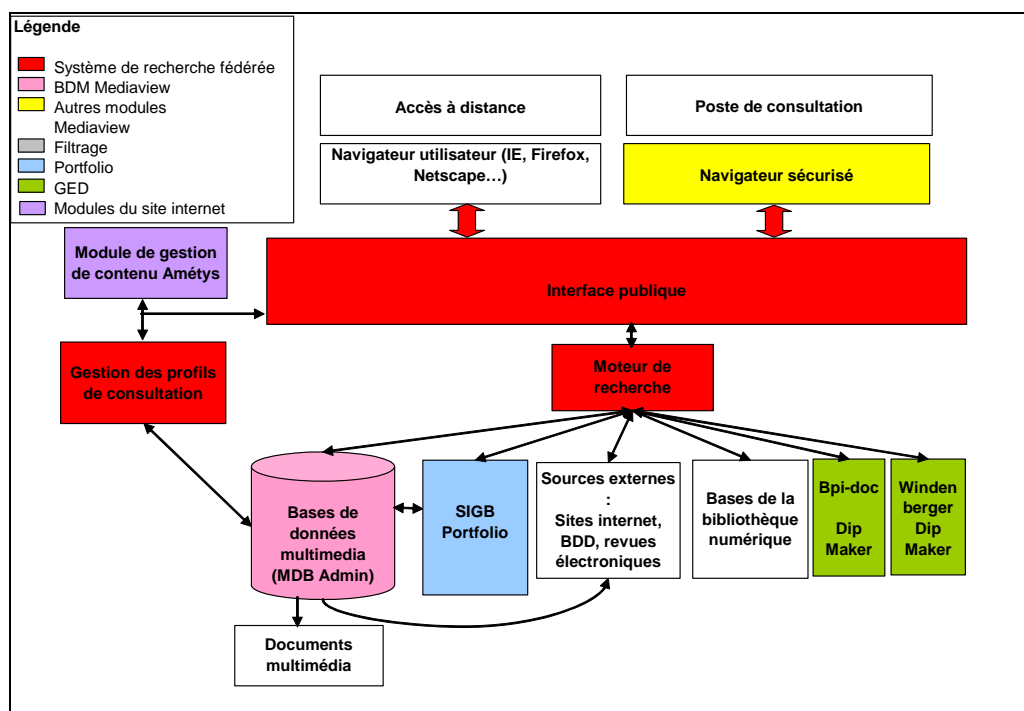 Légende
Système de recherche fédérée
BDM Mediaview
Autres modules
Mediaview
Filtrage
Portfolio
GED
Modules du site internet
Accès à distance
Poste de consultation
Navigateur utilisateur (IE, Firefox,
Netscape…)
Navigateur sécurisé
Module de gestion
de contenu Amétys
Interface publique
Gestion des profils
de consultation
Moteur de
recherche
Bases de
données
multimedia
(MDB Admin)
SIGB
Portfolio
Sources externes
:
Sites internet,
BDD, revues
électroniques
Bases de la
bibliothèque
numérique
Bpi-doc
Dip
Maker
Winden
berger
Dip
Maker
Documents
multimédia